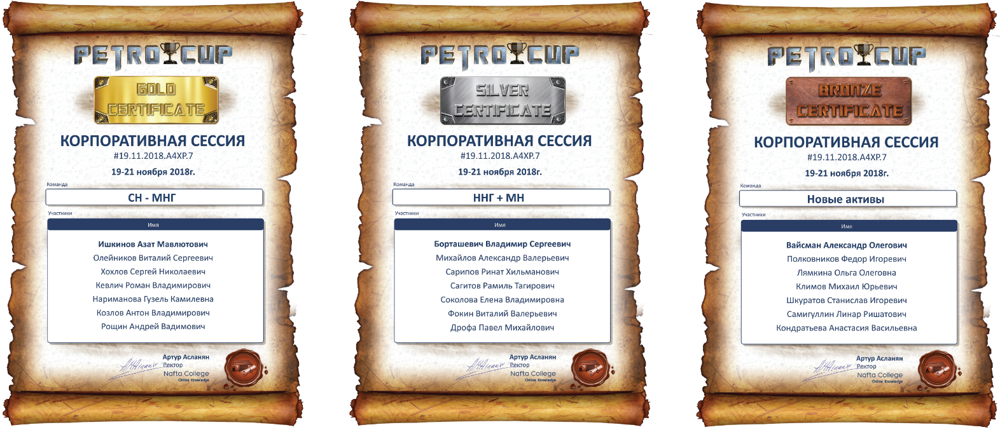 PETRO CUP
GOLD
CERTIFICATE
КОРПОРАТИВНАЯ СЕССИЯ
#19.11.2018.A4XP.7
19-21 ноября 2018г.
Команда
СН - МНГ
Участники
Имя
Ишкинов Азат Мавлютович
Олейников Виталий Сергеевич
Хохлов Сергей Николаевич
Кевлич Роман Владимирович
Нариманова Гузель Камилевна
Козлов Антон Владимирович
Рощин Андрей Вадимович
Артур Асланян
Ректор
Nafta College
Online Knowledge
PETRO CUP
SILVER
CERTIFICATE
КОРПОРАТИВНАЯ СЕССИЯ
#19.11.2018.A4XP.7
19-21 ноября 2018г.
Команда
ННГ + МН
Участники
Имя
Борташевич Владимир Сергеевич
Михайлов Александр Валерьевич
Сарипов Ринат Хильманович
Сагитов Рамиль Тагирович
Соколова Елена Владимировна
Фокин Виталий Валерьевич
Дрофа Павел Михайлович
Артур Асланян
Ректор
Nafta College
Online Knowledge
PETRO CUP
BRONZE
CERTIFICATE
КОРПОРАТИВНАЯ СЕССИЯ
#19.11.2018.A4XP.7
19-21 ноября 2018г.
Команда
Новые активы
Участники
Имя
Вайсман Александр Олегович
Полковников Федор Игоревич
Лямкина Ольга Олеговна
Климов Михаил Юрьевич
Шкуратов Станислав Игоревич
Самигуллин Линар Ришатович
Кондратьева Анастасия Васильевна
Артур Асланян
Ректор
Nafta College
Online Knowledge